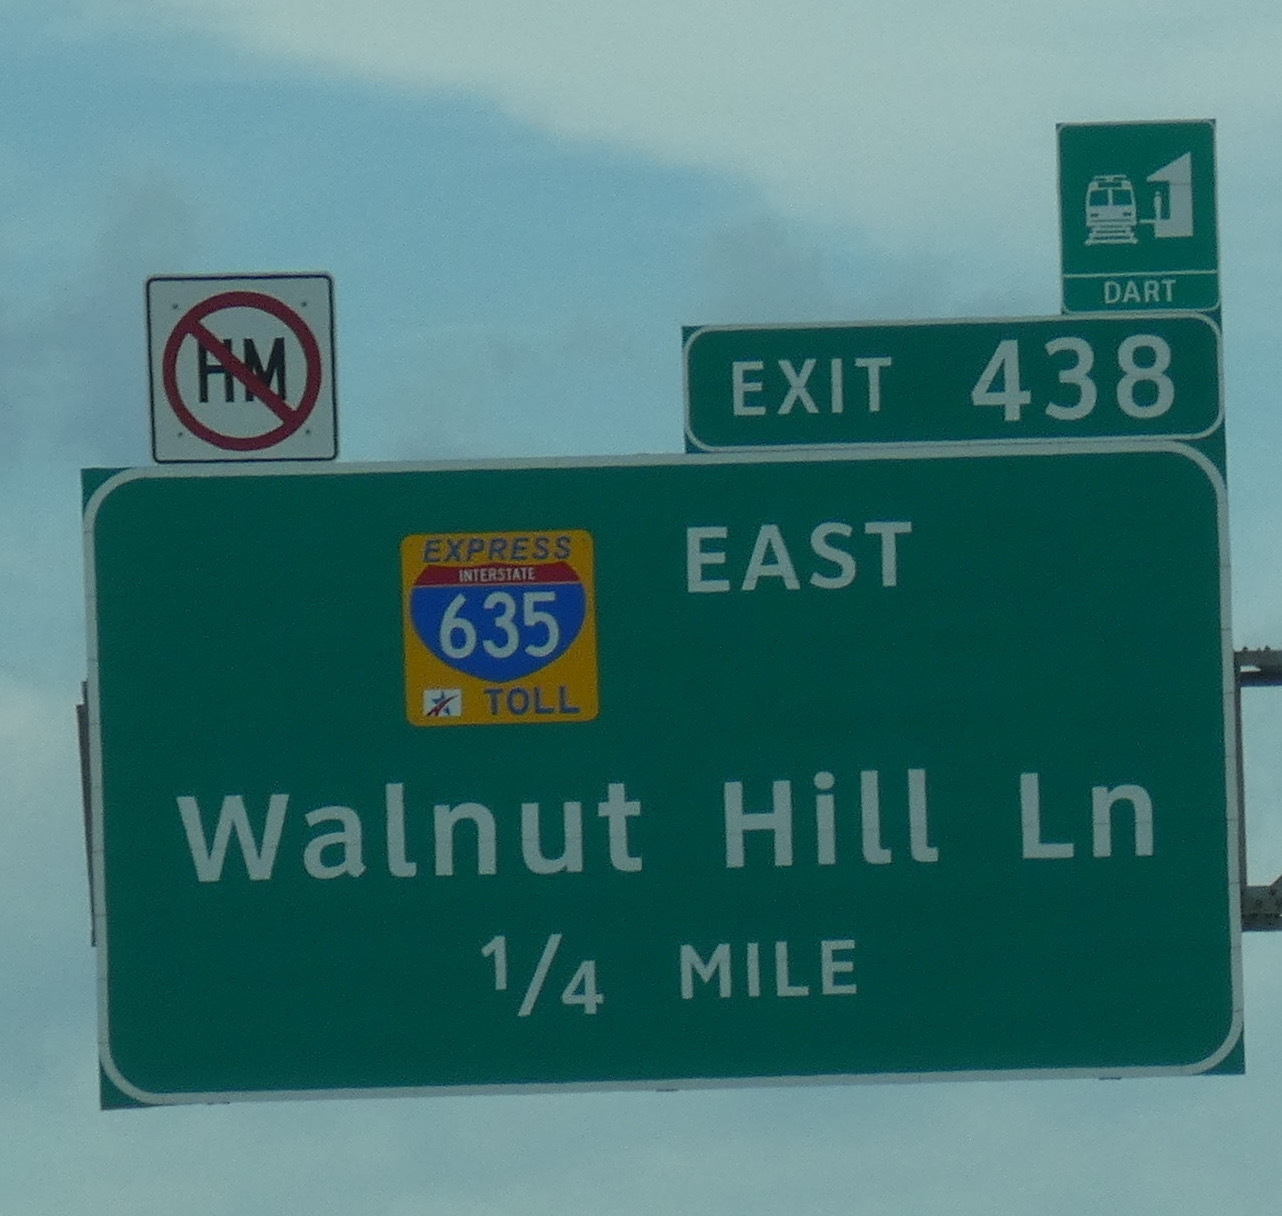 DART
HM
EXIT 438
EXPRESS
INTERSTATE
635
TOLL
EAST
Walnut Hill Ln
1/4 MILE